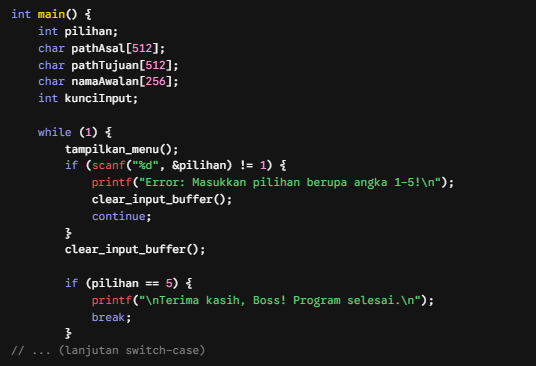 int main() {
    int pilihan;
    char pathAsal[512];
    char pathTujuan[512];
    char namaAwalan[256];
    int kunciInput;

    while (1) {
        tampilkan_menu();
        if (scanf("%d", &pilihan) != 1) {
            printf("Error: Masukkan pilihan berupa angka 1-5!\n");
            clear_input_buffer();
            continue;
        }
        clear_input_buffer();

        if (pilihan == 5) {
            printf("\nTerima kasih, Boss! Program selesai.\n");
            break;
        }
// ... (lanjutan switch-case)